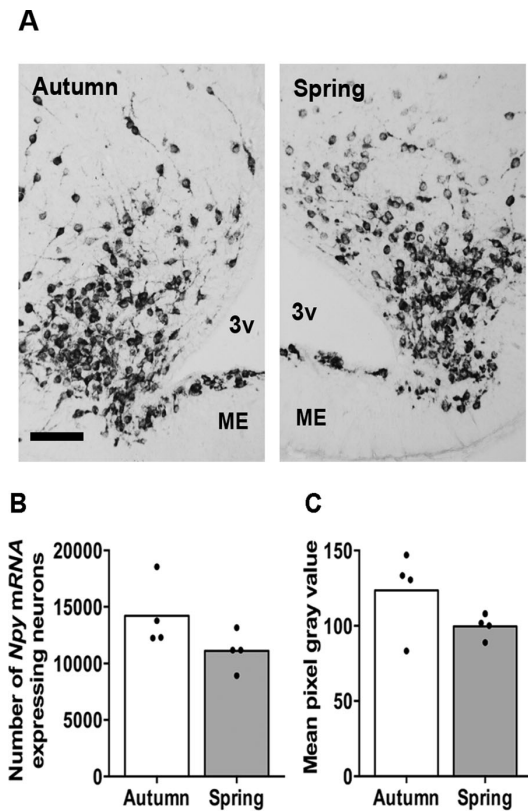 A
Autumn
Spring
3v
3v
ME
ME
B
C
Number of Npy mRNA
expressing neurons
20000
15000
10000
5000
0
Autumn
Spring
Mean pixel gray value
150
100
50
0
Autumn
Spring